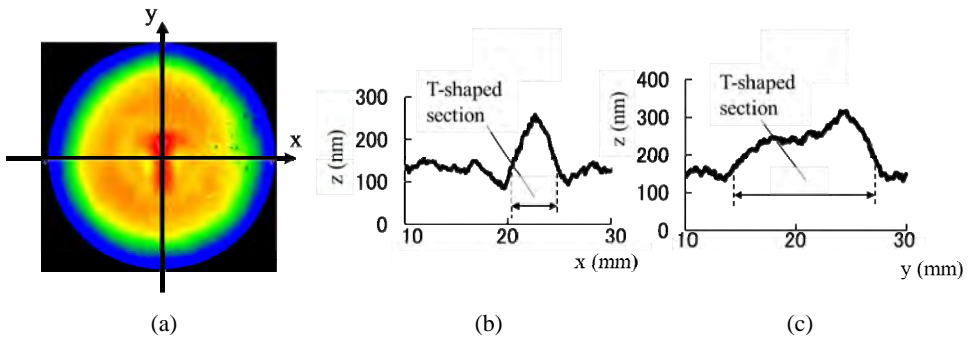 y
x
(a)
300
200
100
0
z (nm)
T-shaped
section
10
20
30
x (mm)
(b)
400
300
200
100
0
z (nm)
T-shaped
section
10
20
30
y (mm)
(c)